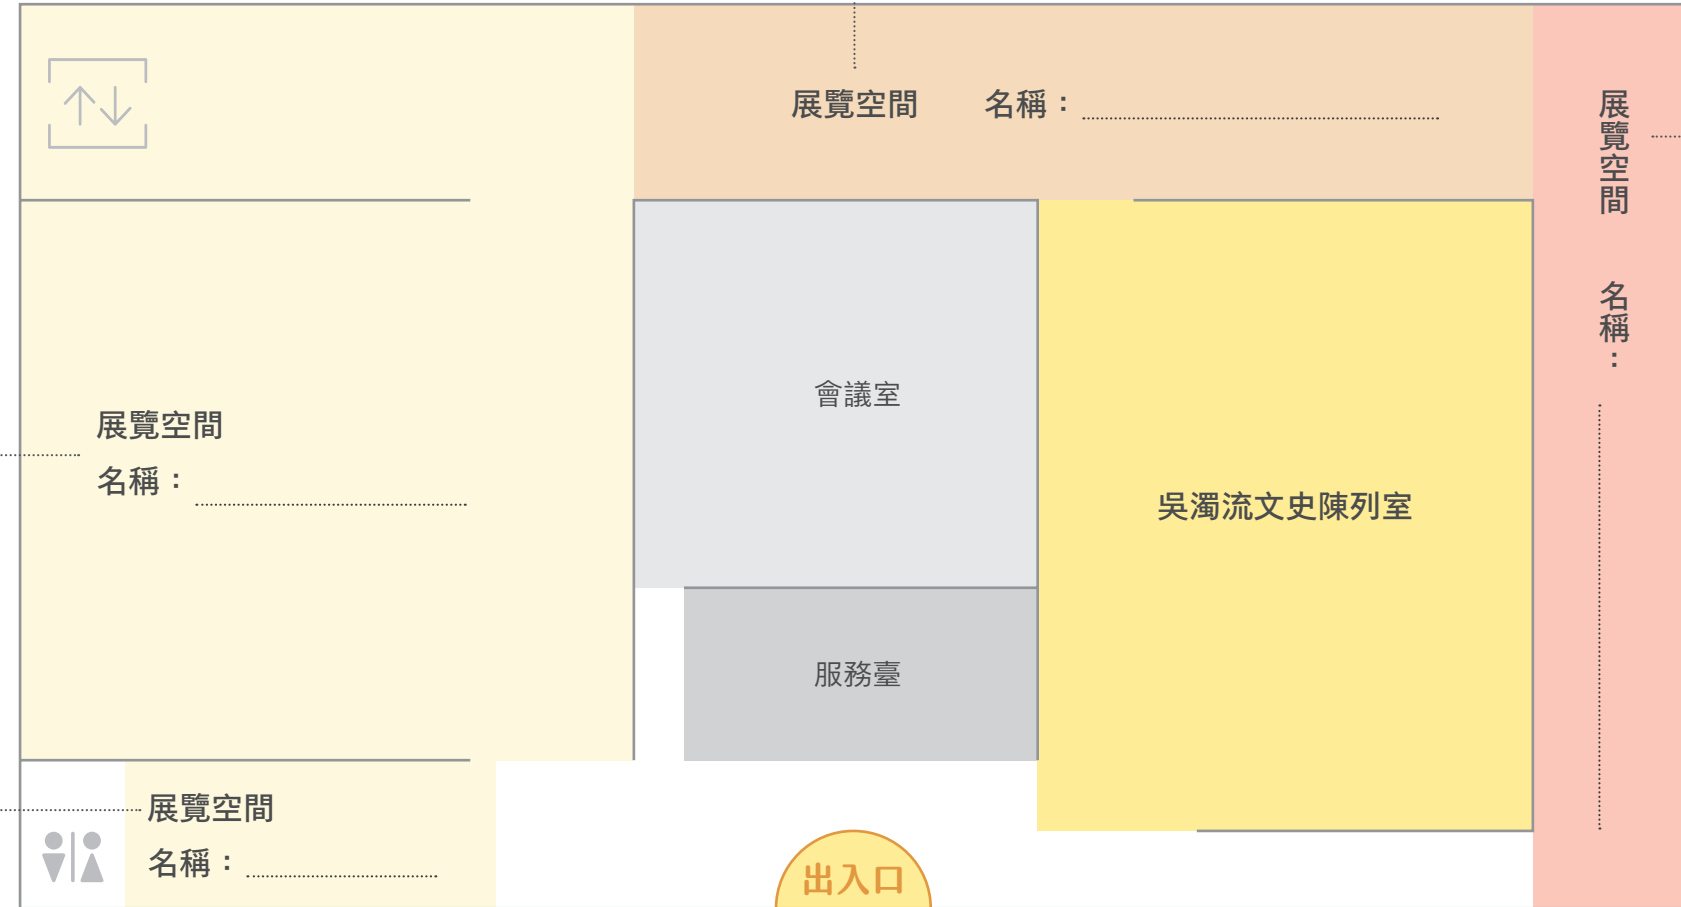 展覽空間 名稱：
展覽空間 名稱：
會議室
展覽空間
名稱：
吳濁流文史陳列室
服務臺
展覽空間
名稱：
出入口